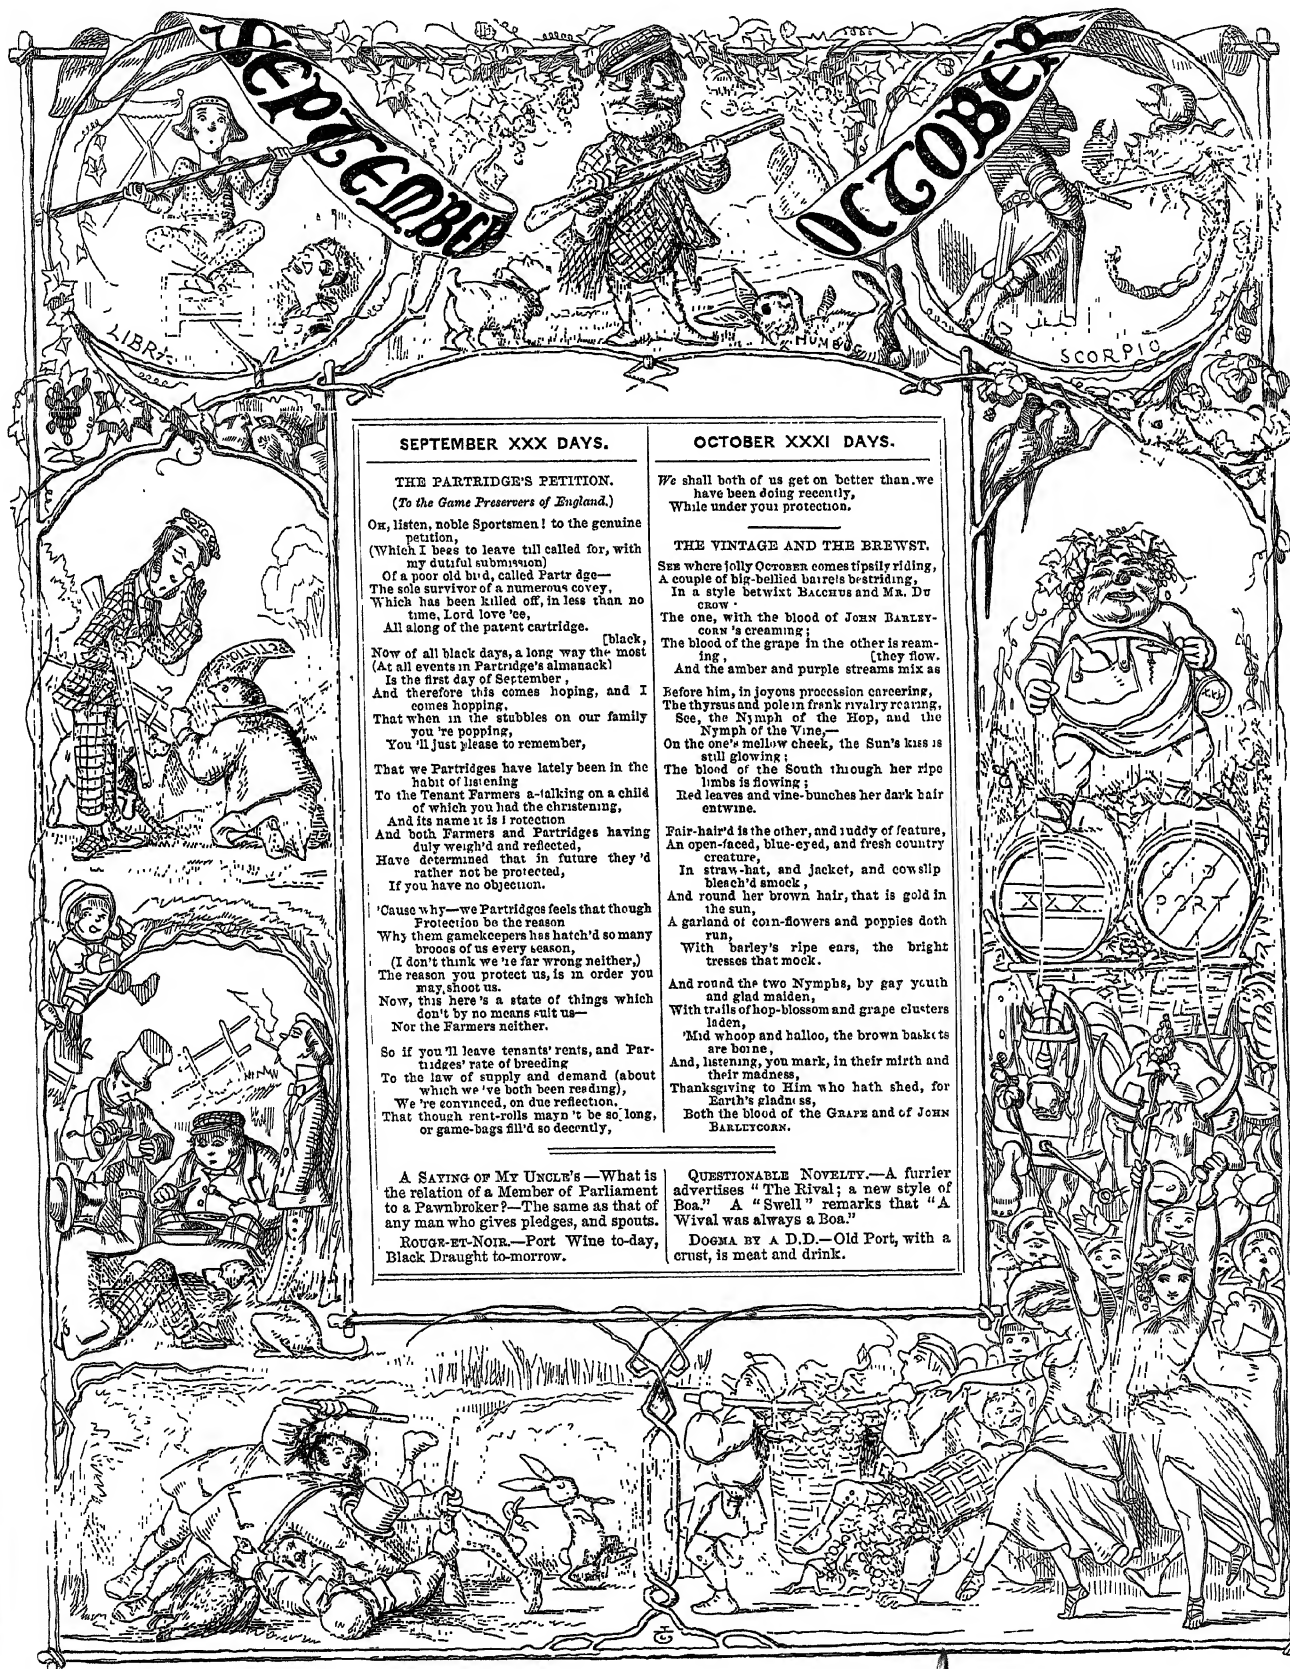 SEPTEMBER
OCTOBER
LIBRA
HUMBUG
SCORPIO
SEPTEMBER XXX DAYS.
THE PARTRIDGE'S PETITION.
(To the Game Preservers of England.)
OH, listen, noble Sportsmen! to the genuine
petition,
(Which I begs to leave till called for, with
my dutiful submission)
Of a poor old bird, called Partr dge—
The sole survivor of a numerous covey,
Which has been killed off, in less than no
time, Lord love 'ee,
All along of the patent cartridge.
[black,
Now of all black days, a long way the most
(At all events in Partridge's almanack)
Is the first day of September,
And therefore this comes hoping, and I
comes hopping,
That when in the stubbles on our family
you 're popping,
You 'll just please to remember,
That we Partridges have lately been in the
habit of listening
To the Tenant Farmers a-talking on a child
of which you had the christening,
And its name it is Protection
And both Farmers and Partridges having
duly weigh'd and reflected,
Have determined that in future they 'd
rather not be protected,
If you have no objection.
'Cause why—we Partridges feels that though
Protection be the reason
Why them gamekeepers has hatch'd so many
broods of us every season,
(I don't think we 're far wrong neither,)
The reason you protect us, is in order you
may shoot us.
Now, this here 's a state of things which
don't by no means suit us—
Nor the Farmers neither.
So if you 'll leave tenants' rents, and Par-
tridges' rate of breeding
To the law of supply and demand (about
which we 've both been reading),
We 're convinced, on due reflection,
That though rent-rolls mayn 't be so long,
or game-bags fill'd so decently,
OCTOBER XXXI DAYS.
We shall both of us get on better than we
have been doing recently,
While under your protection.
THE VINTAGE AND THE BREWST.
SEE where jolly OCTOBER comes tipsily riding,
A couple of big-bellied barrels bestriding,
In a style betwixt BACCHUS and MR. DU
CROW·
The one, with the blood of JOHN BARLEY-
CORN 's creaming;
The blood of the grape in the other is ream-
ing, [they flow.
And the amber and purple streams mix as
Before him, in joyous procession careering,
The thyrsus and pole in frank rivalry rearing,
See, the Nymph of the Hop, and the
Nymph of the Vine,—
On the one's mellow cheek, the Sun's kiss is
still glowing;
The blood of the South through her ripe
limbs is flowing;
Red leaves and vine-bunches her dark hair
entwine.
Fair-hair'd is the other, and ruddy of feature,
An open-faced, blue-eyed, and fresh country
creature,
In straw-hat, and jacket, and cowslip
bleach'd smock,
And round her brown hair, that is gold in
the sun,
A garland of corn-flowers and poppies doth
run,
With barley's ripe ears, the bright
tresses that mock.
And round the two Nymphs, by gay youth
and glad maiden,
With trails of hop-blossom and grape clusters
laden,
'Mid whoop and halloo, the brown baskets
are borne,
And, listening, you mark, in their mirth and
their madness,
Thanksgiving to Him who hath shed, for
Earth's gladness,
Both the blood of the GRAPE and of JOHN
BARLEYCORN.
A SAYING OF MY UNCLE'S—What is
the relation of a Member of Parliament
to a Pawnbroker?—The same as that of
any man who gives pledges, and spouts.
ROUGE-ET-NOIR.—Port Wine to-day,
Black Draught to-morrow.
QUESTIONABLE NOVELTY.—A furrier
advertises "The Rival; a new style of
Boa." A "Swell" remarks that "A
Wival was always a Boa."
DOGMA BY A D.D.—Old Port, with a
crust, is meat and drink.
XXX
PORT